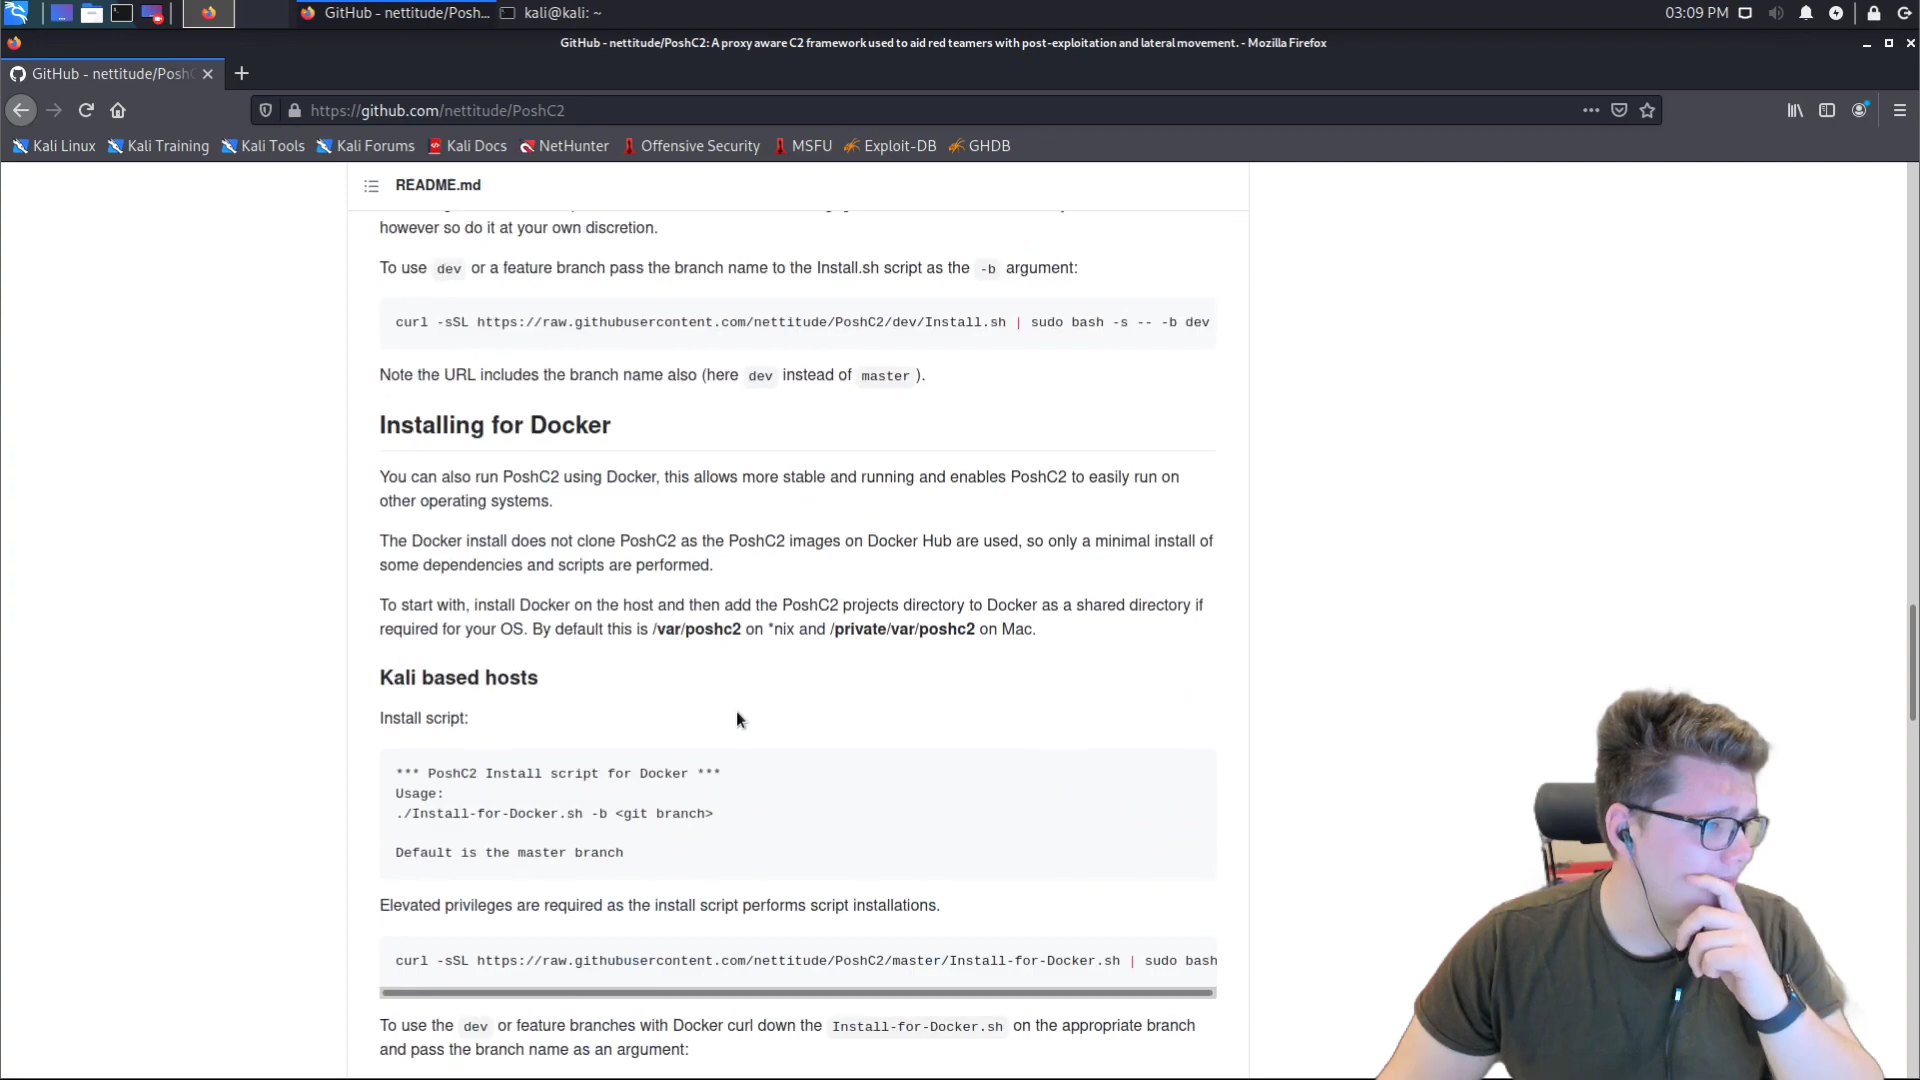 GitHub - nettitude/Posh...
kali@kali: ~
03:09 PM
GitHub - nettitude/PoshC2: A proxy aware C2 framework used to aid red teamers with post-exploitation and lateral movement. - Mozilla Firefox
GitHub - nettitude/PoshC
https://github.com/nettitude/PoshC2
Kali Linux Kali Training Kali Tools Kali Forums Kali Docs NetHunter Offensive Security MSFU Exploit-DB GHDB
README.md
however so do it at your own discretion.
To use dev or a feature branch pass the branch name to the Install.sh script as the -b argument:
curl -sSL https://raw.githubusercontent.com/nettitude/PoshC2/dev/Install.sh | sudo bash -s -- -b dev
Note the URL includes the branch name also (here dev instead of master ).
Installing for Docker
You can also run PoshC2 using Docker, this allows more stable and running and enables PoshC2 to easily run on
other operating systems.
The Docker install does not clone PoshC2 as the PoshC2 images on Docker Hub are used, so only a minimal install of
some dependencies and scripts are performed.
To start with, install Docker on the host and then add the PoshC2 projects directory to Docker as a shared directory if
required for your OS. By default this is /var/poshc2 on *nix and /private/var/poshc2 on Mac.
Kali based hosts
Install script:
*** PoshC2 Install script for Docker ***
Usage:
./Install-for-Docker.sh -b <git branch>
Default is the master branch
Elevated privileges are required as the install script performs script installations.
curl -sSL https://raw.githubusercontent.com/nettitude/PoshC2/master/Install-for-Docker.sh | sudo bash
To use the dev or feature branches with Docker curl down the Install-for-Docker.sh on the appropriate branch
and pass the branch name as an argument: